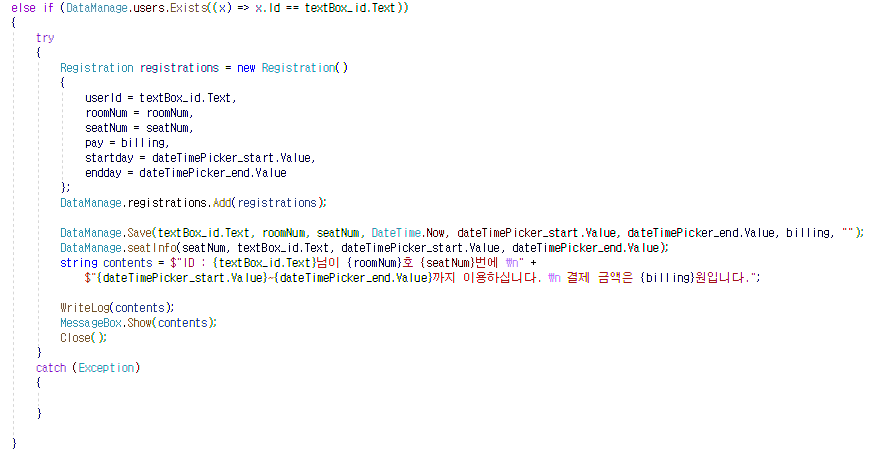 else if (DataManage.users.Exists((x) => x.Id == textBox_id.Text))
{
try
{
Registration registrations = new Registration()
{
userId = textBox_id.Text,
roomNum = roomNum,
seatNum = seatNum,
pay = billing,
startday = dateTimePicker_start.Value,
endday = dateTimePicker_end.Value
};
DataManage.registrations.Add(registrations);
DataManage.Save(textBox_id.Text, roomNum, seatNum, DateTime.Now, dateTimePicker_start.Value, dateTimePicker_end.Value, billing, "");
DataManage.seatInfo(seatNum, textBox_id.Text, dateTimePicker_start.Value, dateTimePicker_end.Value);
string contents = $"ID : {textBox_id.Text}님이 {roomNum}호 {seatNum}번에 ₩n" +
$"{dateTimePicker_start.Value}~{dateTimePicker_end.Value}까지 이용하십니다. ₩n 결제 금액은 {billing}원입니다.";
WriteLog(contents);
MessageBox.Show(contents);
Close();
}
catch (Exception)
{
}
}